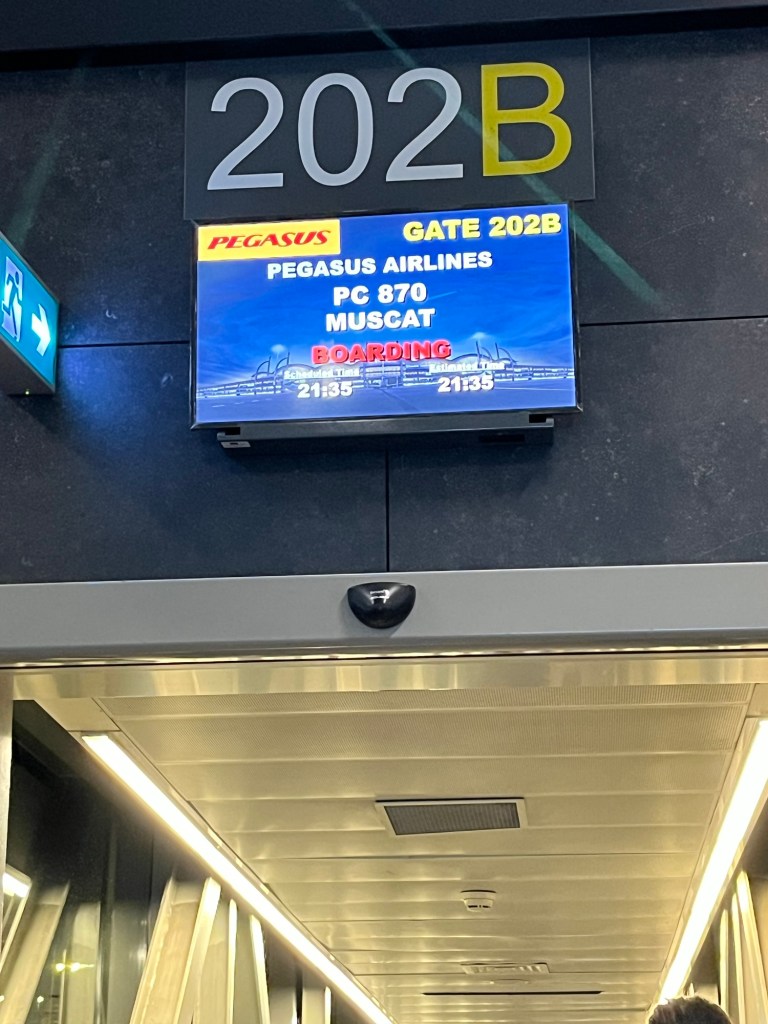 202B
PEGASUS GATE 202B
PEGASUS AIRLINES
PC 870
MUSCAT
BOARDING
Scheduled Time Estimated Time
21:35 21:35